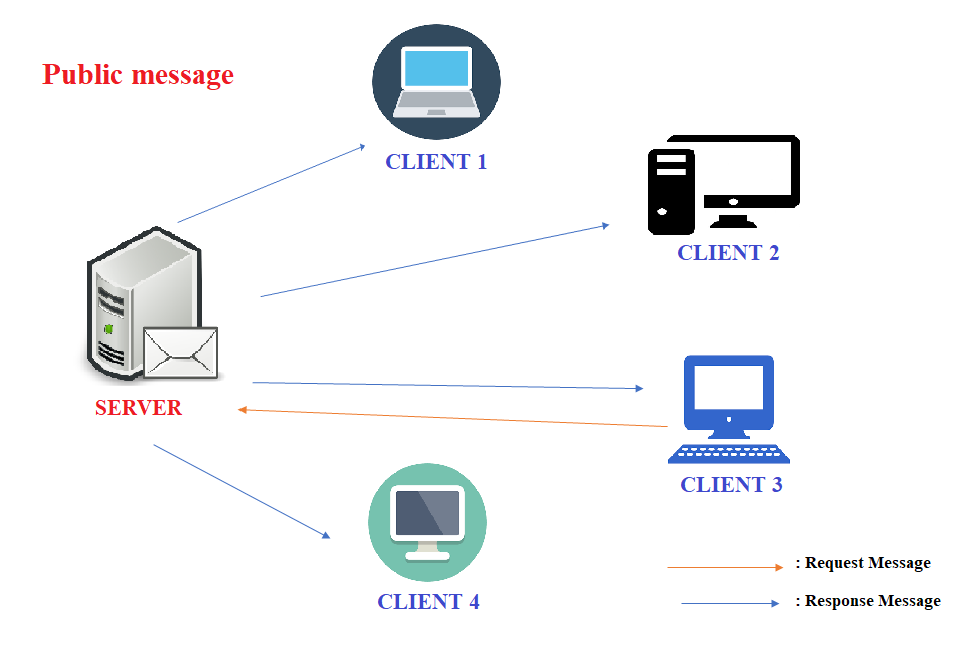 Public message
CLIENT 1
CLIENT 2
SERVER
CLIENT 3
CLIENT 4
: Request Message
: Response Message